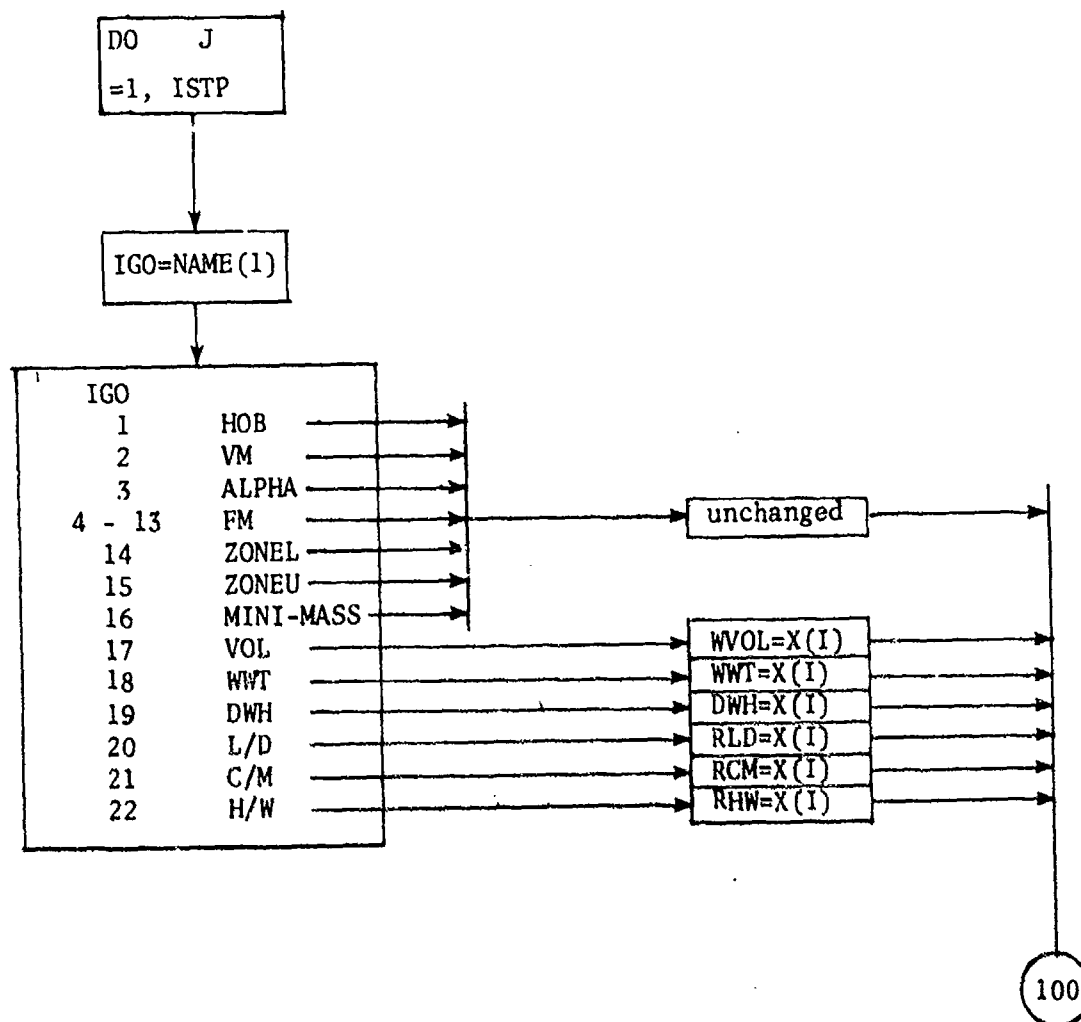 DO J
=1, ISTP
IGO=NAME(1)
IGO
1 HOB
2 VM
3 ALPHA
4 - 13 FM unchanged
14 ZONEL
15 ZONEU
16 MINI-MASS
17 VOL WVOL=X(I)
18 WWT WWT=X(I)
19 DWH DWH=X(I)
20 L/D RLD=X(I)
21 C/M RCM=X(I)
22 H/W RHW=X(I)
100